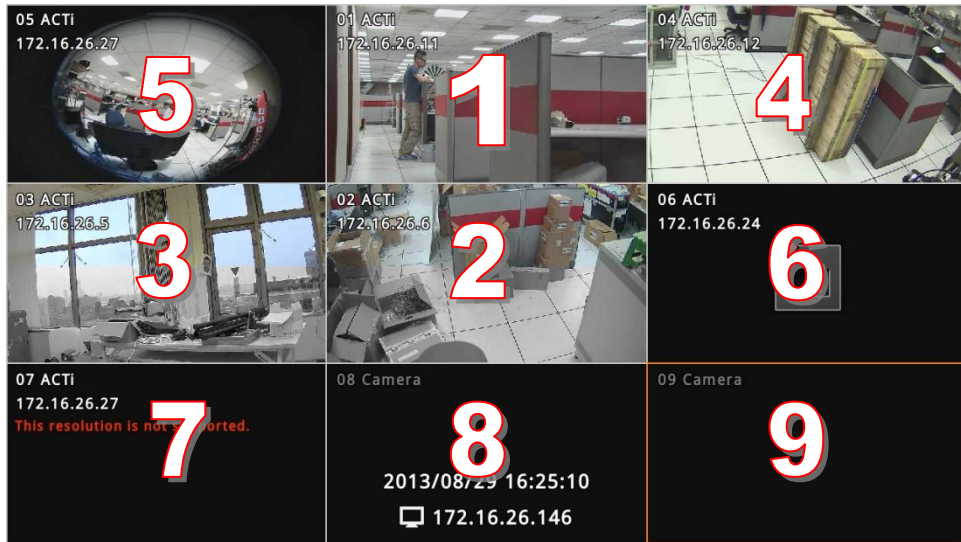 05 ACTi
172.16.26.27
5
01 ACTi
172.16.26.11
1
04 ACTi
172.16.26.12
4
03 ACTi
172.16.26.5
3
02 ACTi
172.16.26.6
2
06 ACTi
172.16.26.24
6
07 ACTi
172.16.26.27
This resolution is not supported.
7
08 Camera
8
2013/08/29 16:25:10
172.16.26.146
09 Camera
9